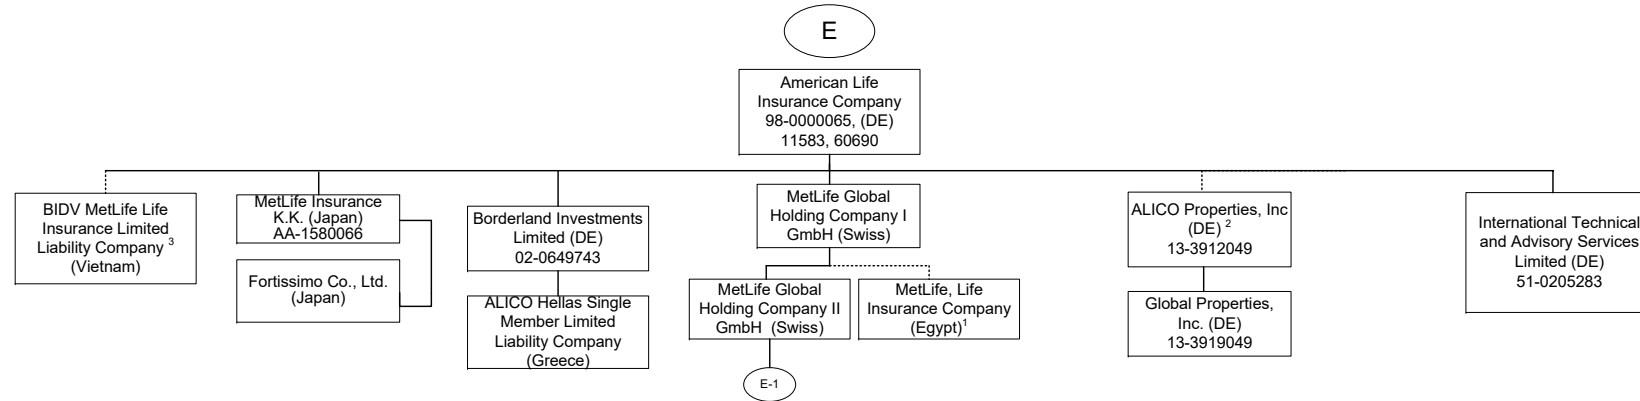 E
American Life
Insurance Company
98-0000065, (DE)
11583, 60690
BIDV MetLife Life
Insurance Limited
Liability Company 3
(Vietnam)
MetLife Insurance
K.K. (Japan)
AA-1580066
Fortissimo Co., Ltd.
(Japan)
Borderland Investments
Limited (DE)
02-0649743
ALICO Hellas Single
Member Limited
Liability Company
(Greece)
MetLife Global
Holding Company I
GmbH (Swiss)
MetLife Global
Holding Company II
GmbH (Swiss)
E-1
MetLife, Life
Insurance Company
(Egypt)1
ALICO Properties, Inc
(DE) 2
13-3912049
Global Properties,
Inc. (DE)
13-3919049
International Technical
and Advisory Services
Limited (DE)
51-0205283